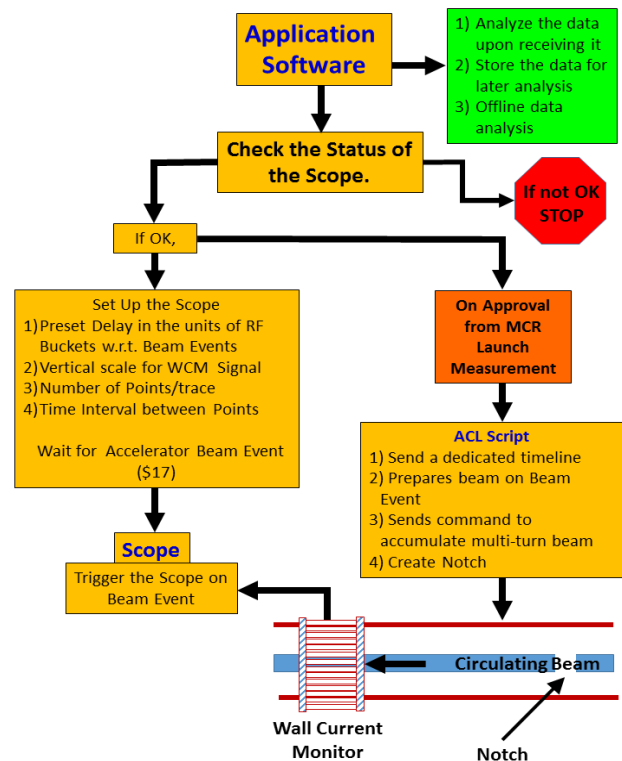 Application
Software
1) Analyze the data
upon receiving it
2) Store the data for
later analysis
3) Offline data
analysis
Check the Status of
the Scope.
If not OK
STOP
If OK,
Set Up the Scope
1)Preset Delay in the units of RF
Buckets w.r.t. Beam Events
2)Vertical scale for WCM Signal
3)Number of Points/trace
4)Time Interval between Points
Wait for Accelerator Beam Event
($17)
On Approval
from MCR
Launch
Measurement
ACL Script
1) Send a dedicated timeline
2) Prepares beam on Beam
Event
3) Sends command to
accumulate multi-turn beam
4) Create Notch
Scope
Trigger the Scope on
Beam Event
Circulating Beam
Wall Current
Monitor
Notch